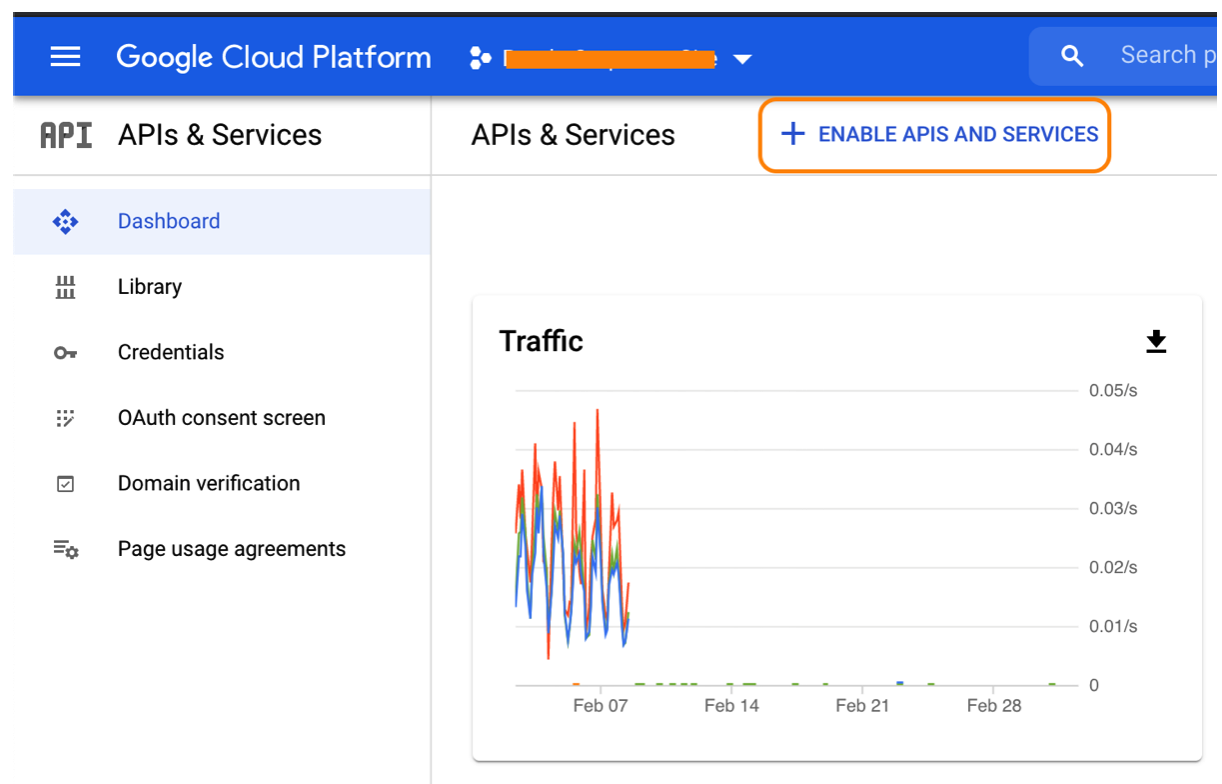 Google Cloud Platform
Search p
API APIs & Services
APIs & Services
ENABLE APIS AND SERVICES
Dashboard
Library
Credentials
OAuth consent screen
Domain verification
Page usage agreements
Traffic
0.05/s
0.04/s
0.03/s
0.02/s
0.01/s
0
Feb 07 Feb 14 Feb 21 Feb 28